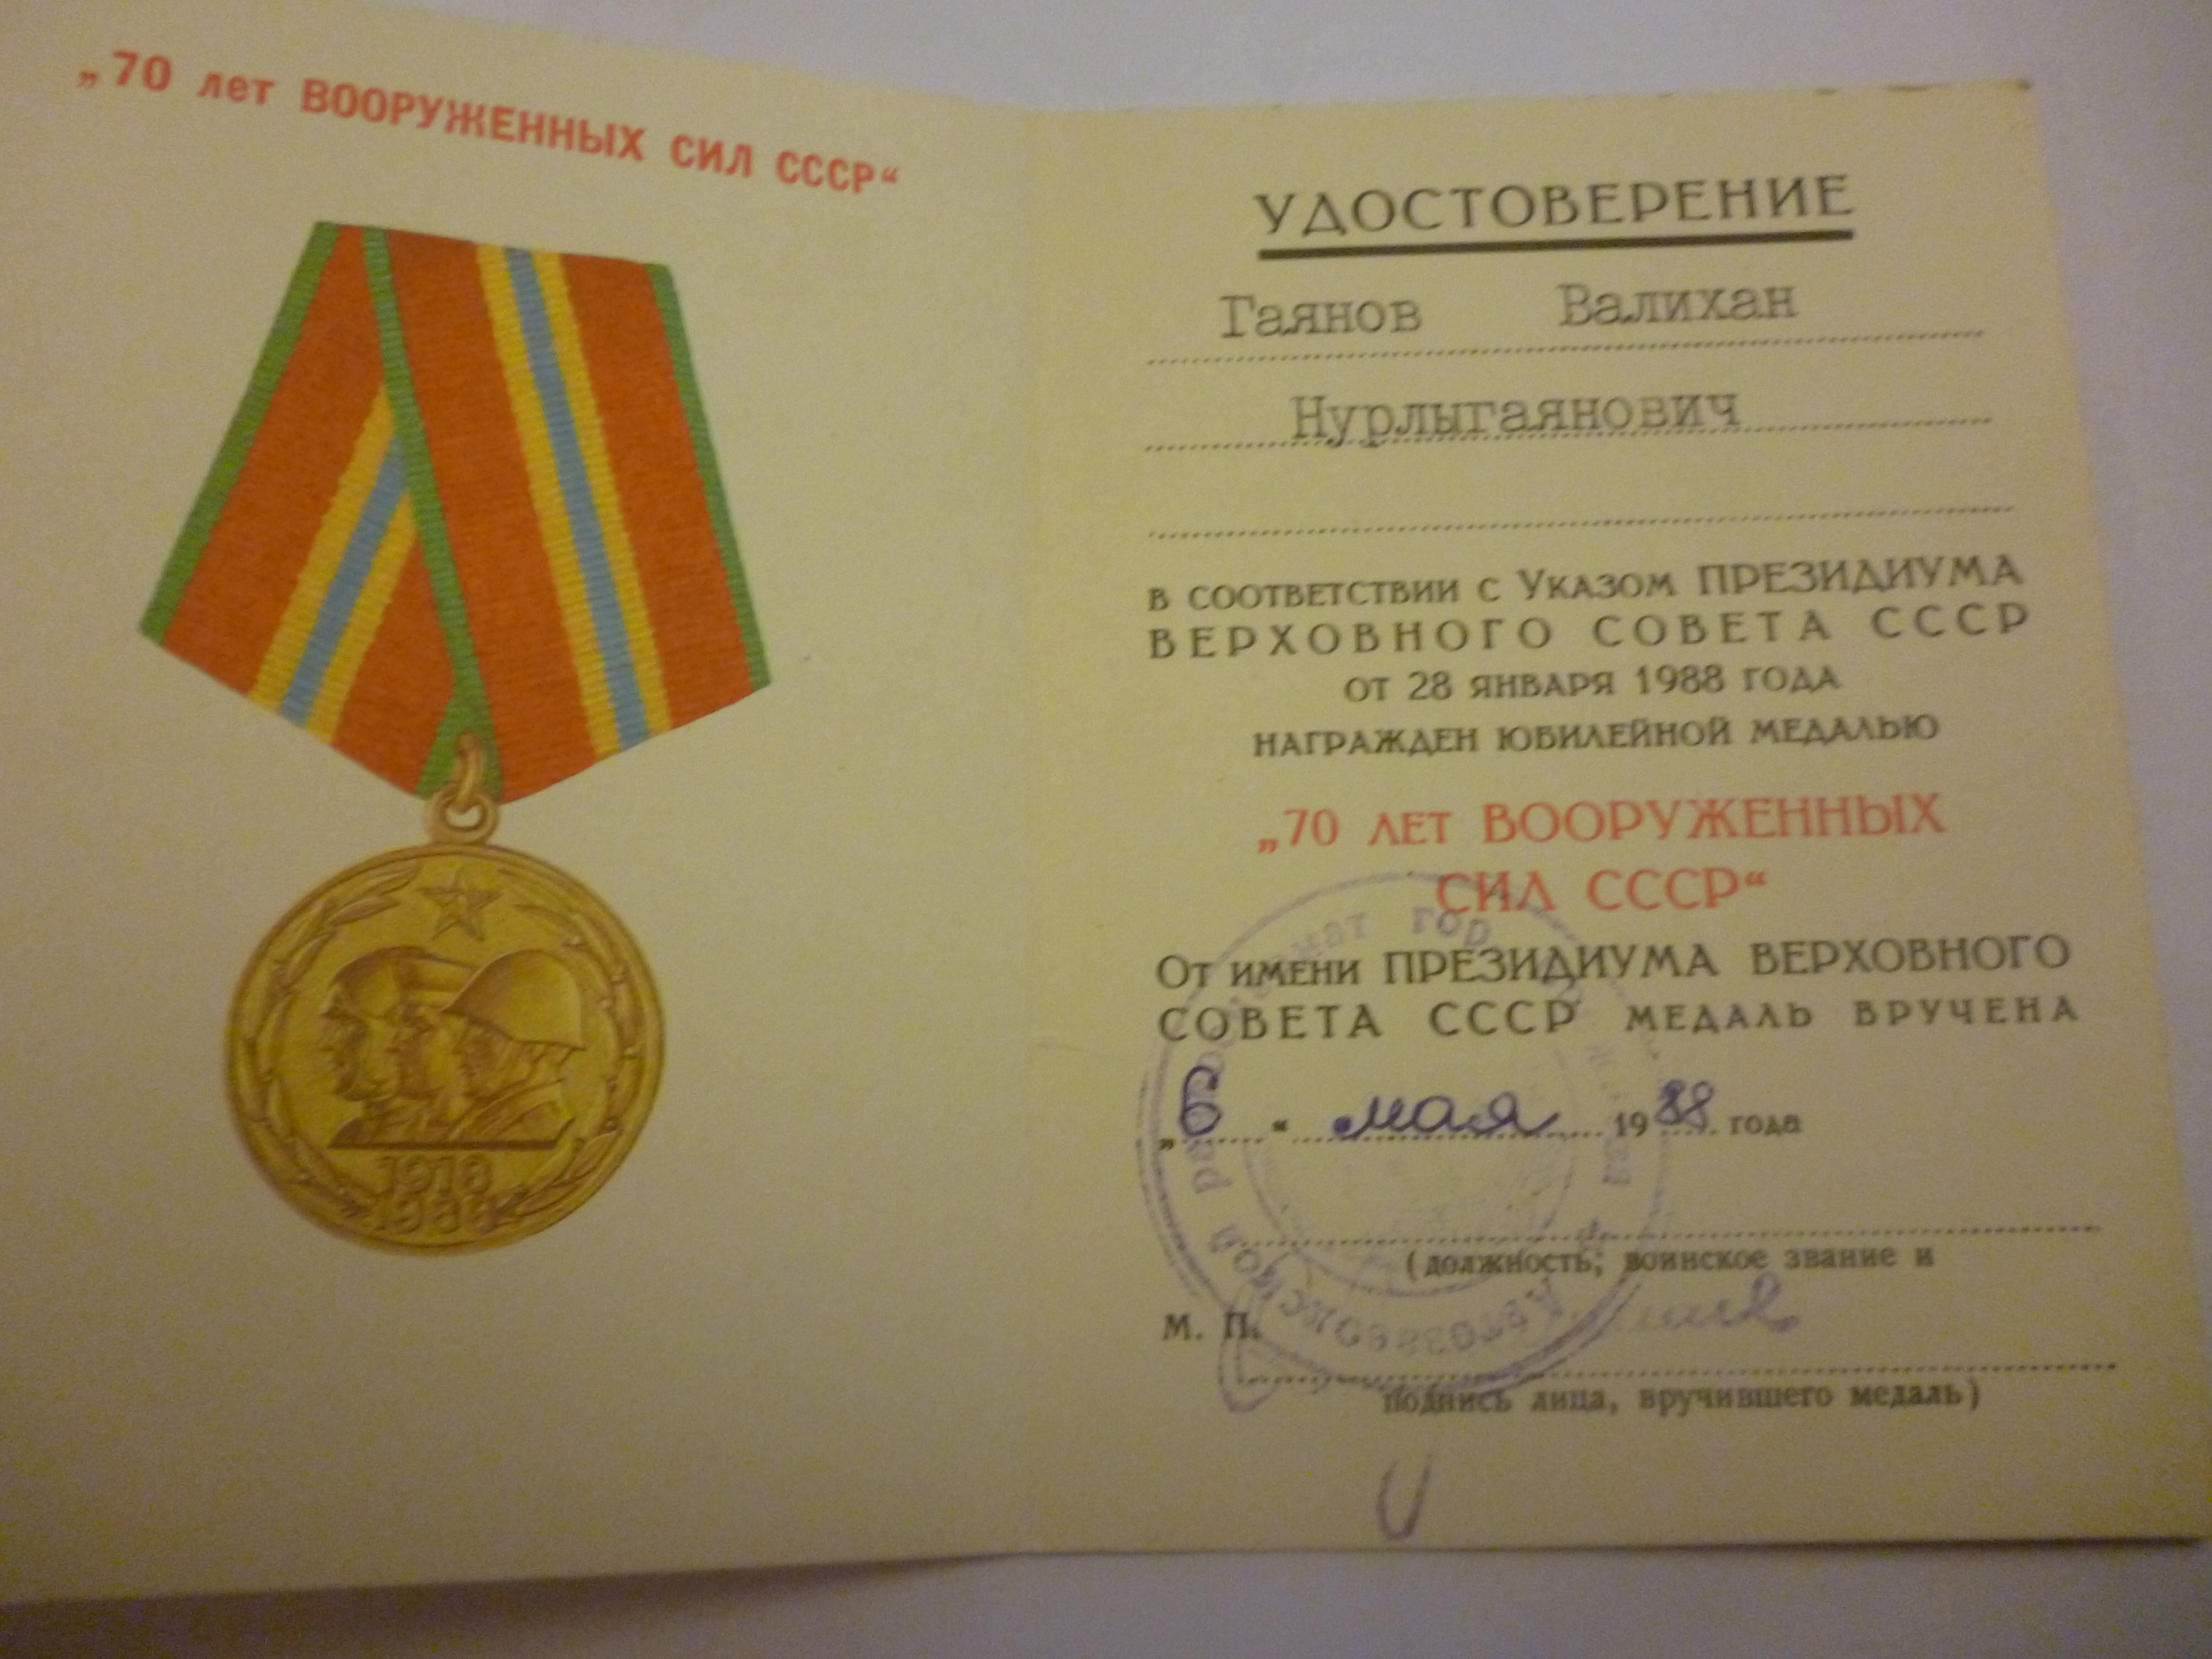 „70 лет ВООРУЖЕННЫХ СИЛ СССР“
1918
1988
УДОСТОВЕРЕНИЕ
Гаянов Валихан
Нурлыгаянович
в соответствии с Указом ПРЕЗИДИУМА
ВЕРХОВНОГО СОВЕТА СССР
от 28 января 1988 года
награжден юбилейной медалью
„70 лет ВООРУЖЕННЫХ
СИЛ СССР“
От имени ПРЕЗИДИУМА ВЕРХОВНОГО
СОВЕТА СССР медаль вручена
„6“ мая 1988 года
(должность, воинское звание и
М. П.
подпись лица, вручившего медаль)
Автозаводской